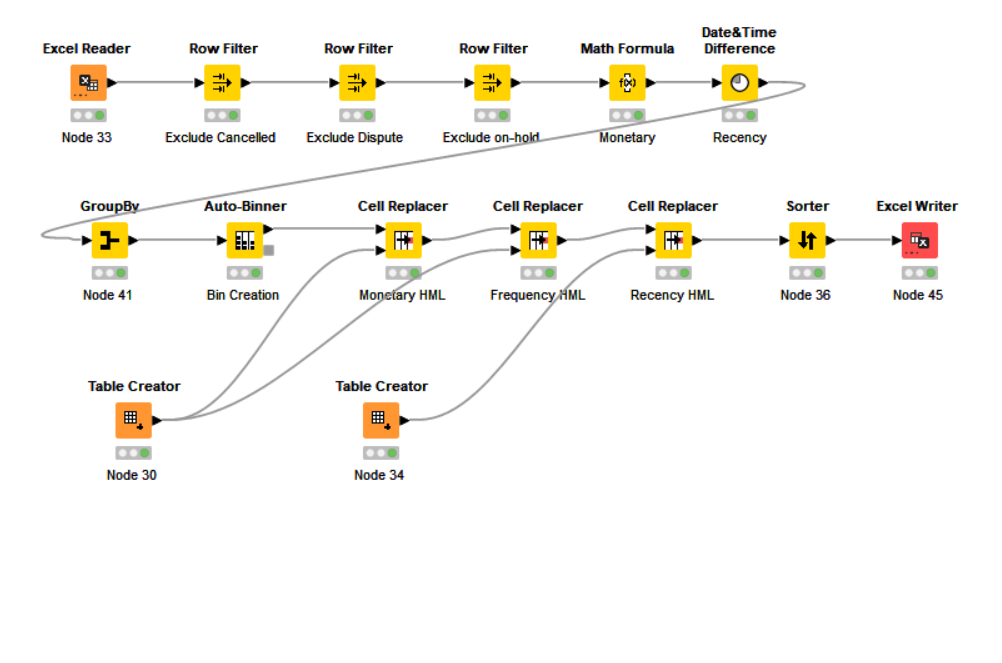 Excel Reader
Row Filter
Row Filter
Row Filter
Math Formula
Date&Time
Difference
Node 33
Exclude Cancelled
Exclude Dispute
Exclude on-hold
Monetary
Recency
GroupBy
Auto-Binner
Cell Replacer
Cell Replacer
Cell Replacer
Sorter
Excel Writer
Node 41
Bin Creation
Monetary HML
Frequency HML
Recency HML
Node 36
Node 45
Table Creator
Table Creator
Node 30
Node 34